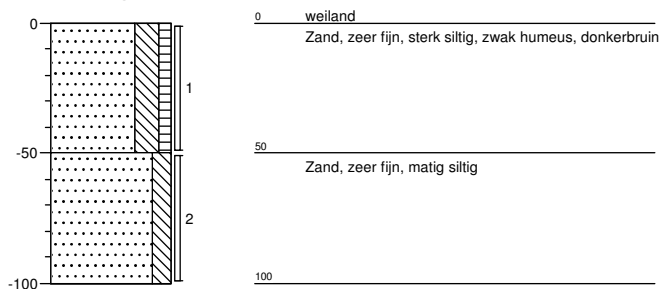 0
-50
-100
1
2
0 weiland
Zand, zeer fijn, sterk siltig, zwak humeus, donkerbruin
50
Zand, zeer fijn, matig siltig
100